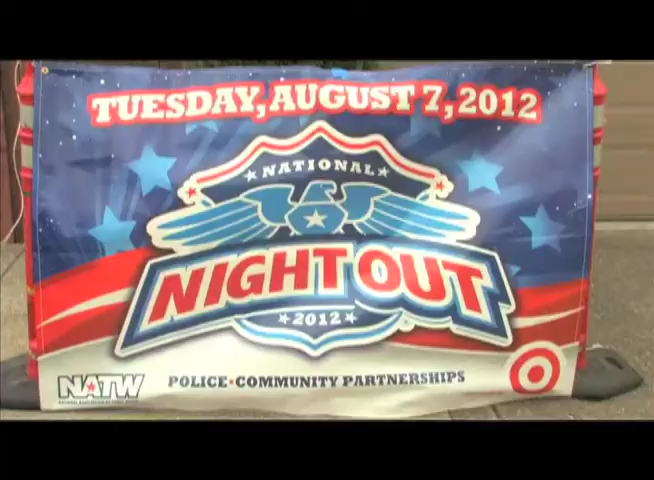 TUESDAY, AUGUST 7, 2012
NATIONAL
NIGHT OUT
2012
NATW
POLICE • COMMUNITY PARTNERSHIPS